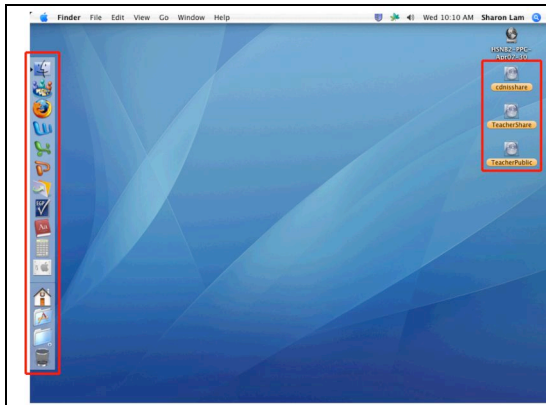 Finder File Edit View Go Window Help Wed 10:10 AM Sharon Lam
HSN82-PPC-
Apr02-10
cdnisshare
TeacherShare
TeacherPublic